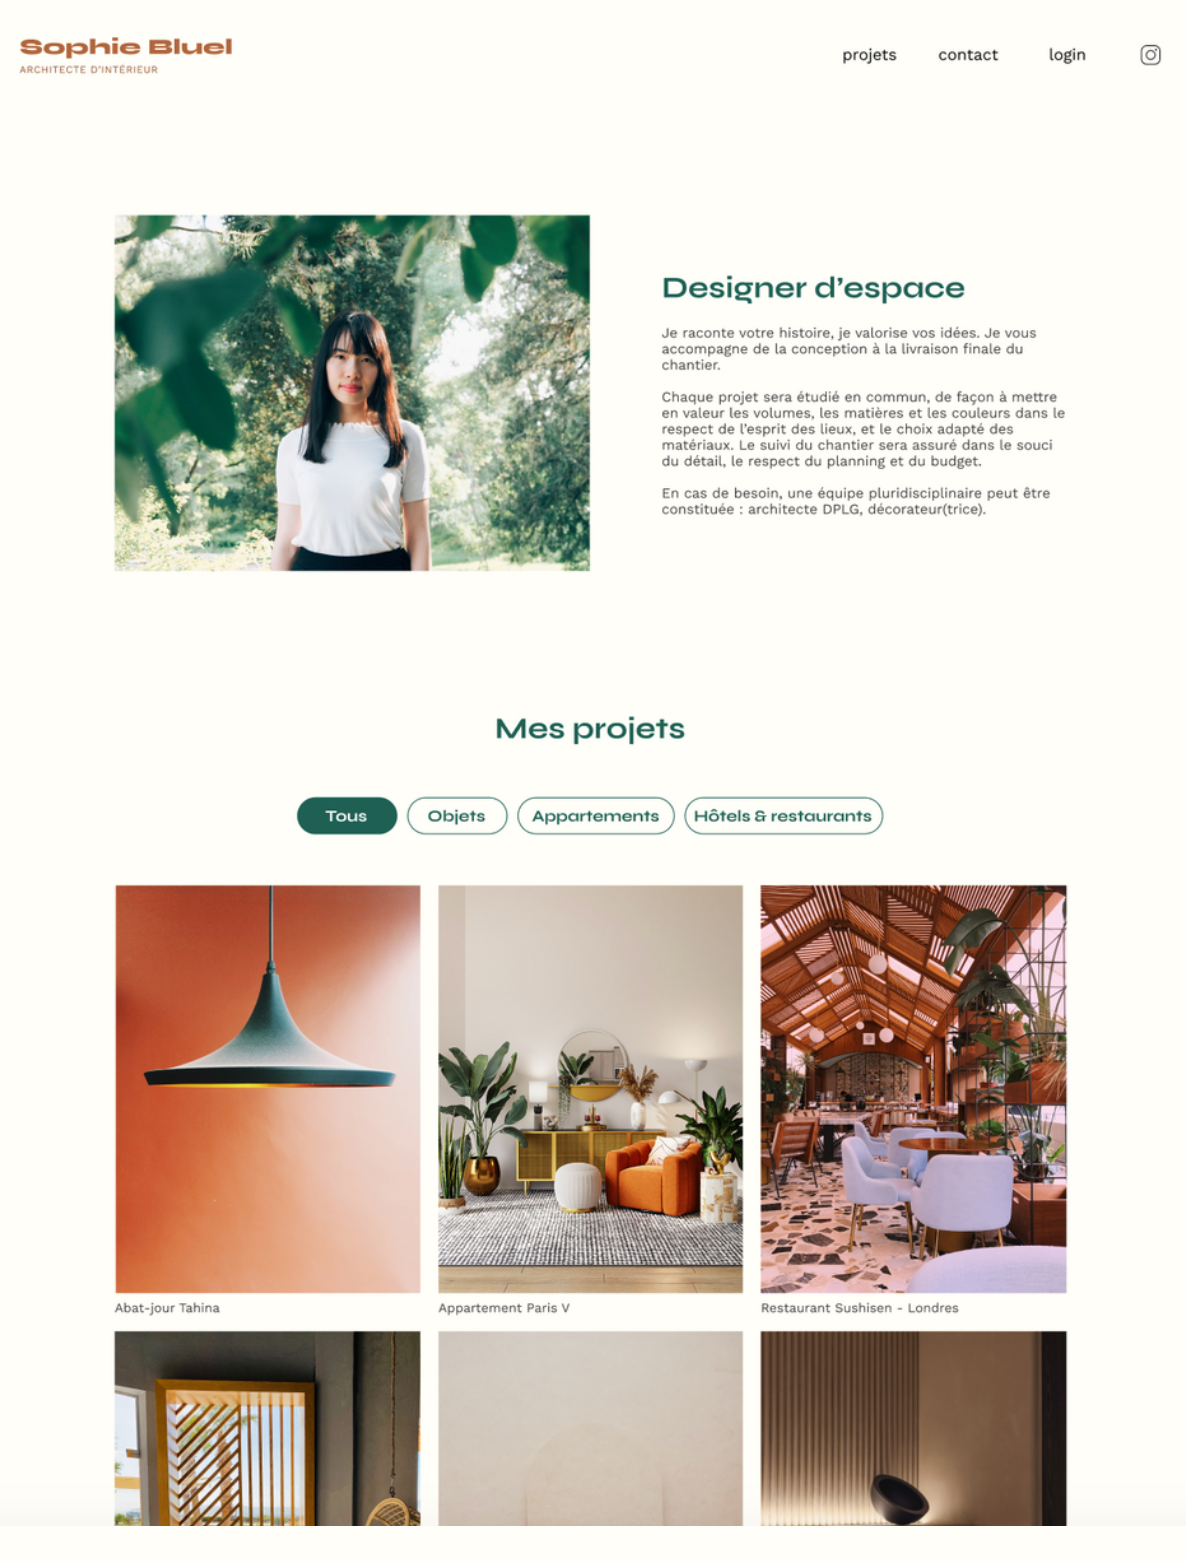 Sophie Bluel
ARCHITECTE D'INTÉRIEUR
projets
contact
login
Designer d’espace
Je raconte votre histoire, je valorise vos idées. Je vous
accompagne de la conception à la livraison finale du
chantier.
Chaque projet sera étudié en commun, de façon à mettre
en valeur les volumes, les matières et les couleurs dans le
respect de l’esprit des lieux, et le choix adapté des
matériaux. Le suivi du chantier sera assuré dans le souci
du détail, le respect du planning et du budget.
En cas de besoin, une équipe pluridisciplinaire peut être
constituée : architecte DPLG, décorateur(trice).
Mes projets
Tous
Objets
Appartements
Hôtels & restaurants
Abat-jour Tahina
Appartement Paris V
Restaurant Sushisen - Londres